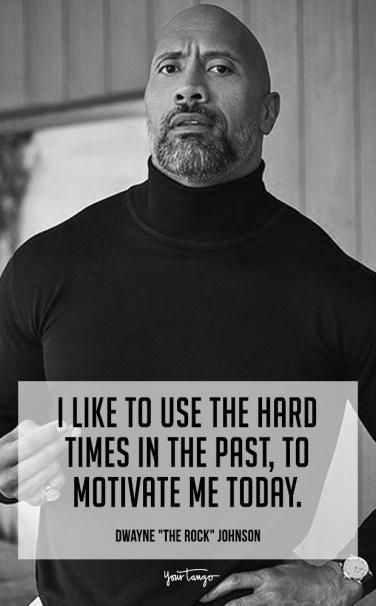 I LIKE TO USE THE HARD
TIMES IN THE PAST, TO
MOTIVATE ME TODAY.
DWAYNE "THE ROCK" JOHNSON
YourTango